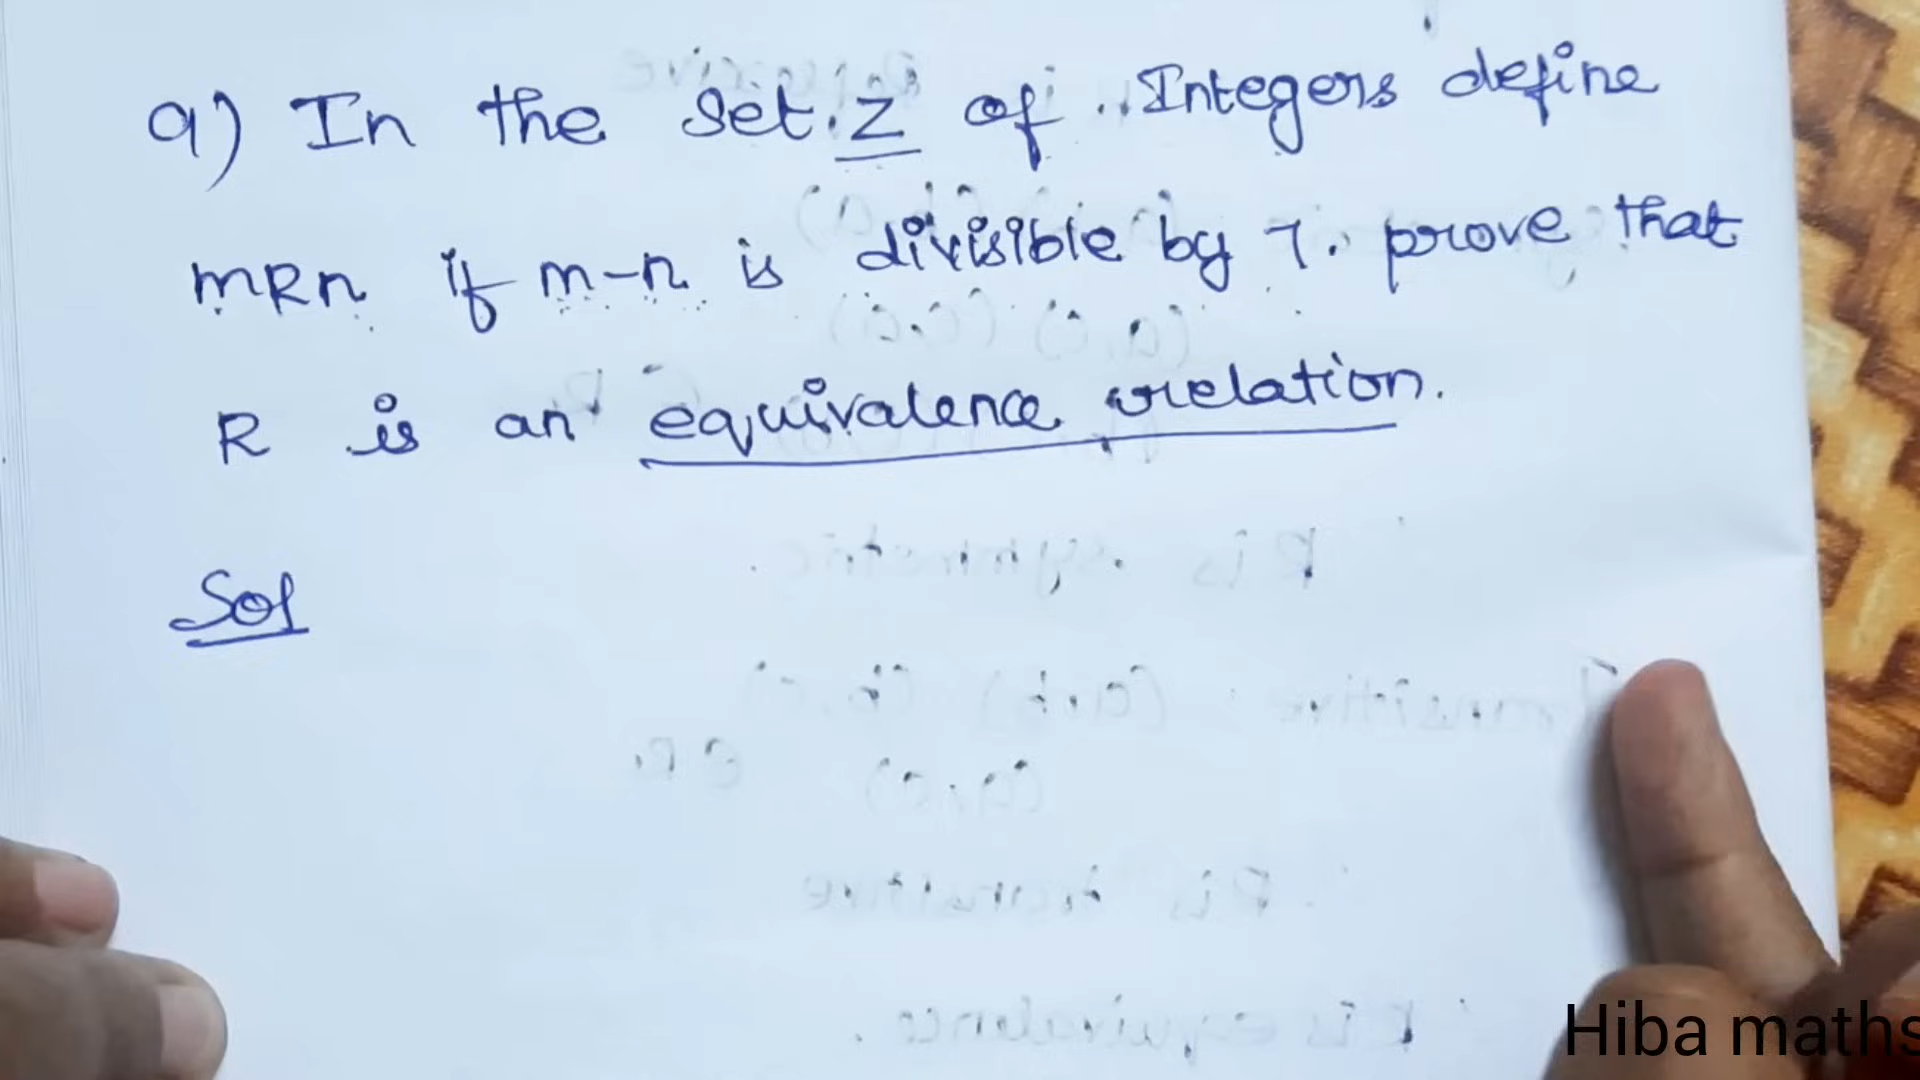 9) In the set Z of Integers define
mRn if m-n is divisible by 7. prove that
R is an equivalence relation.
Sol
Hiba maths